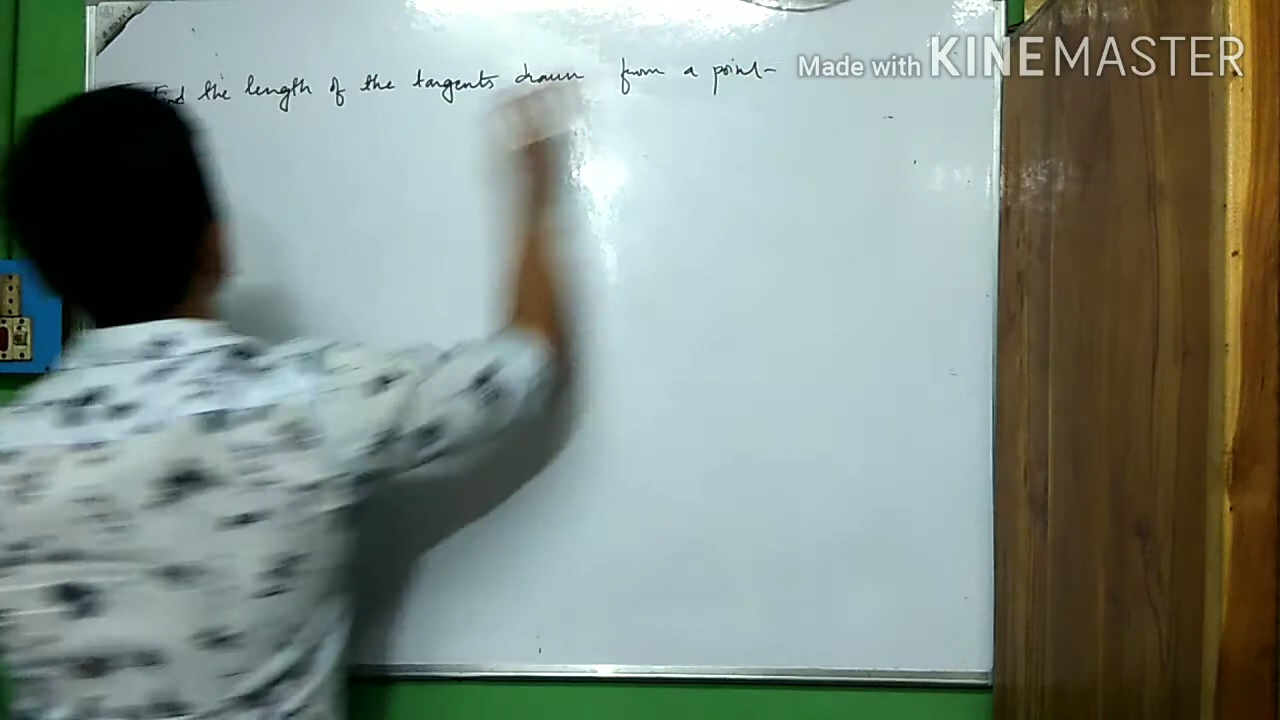 Find the length of the tangents drawn from a point
Made with KINEMASTER